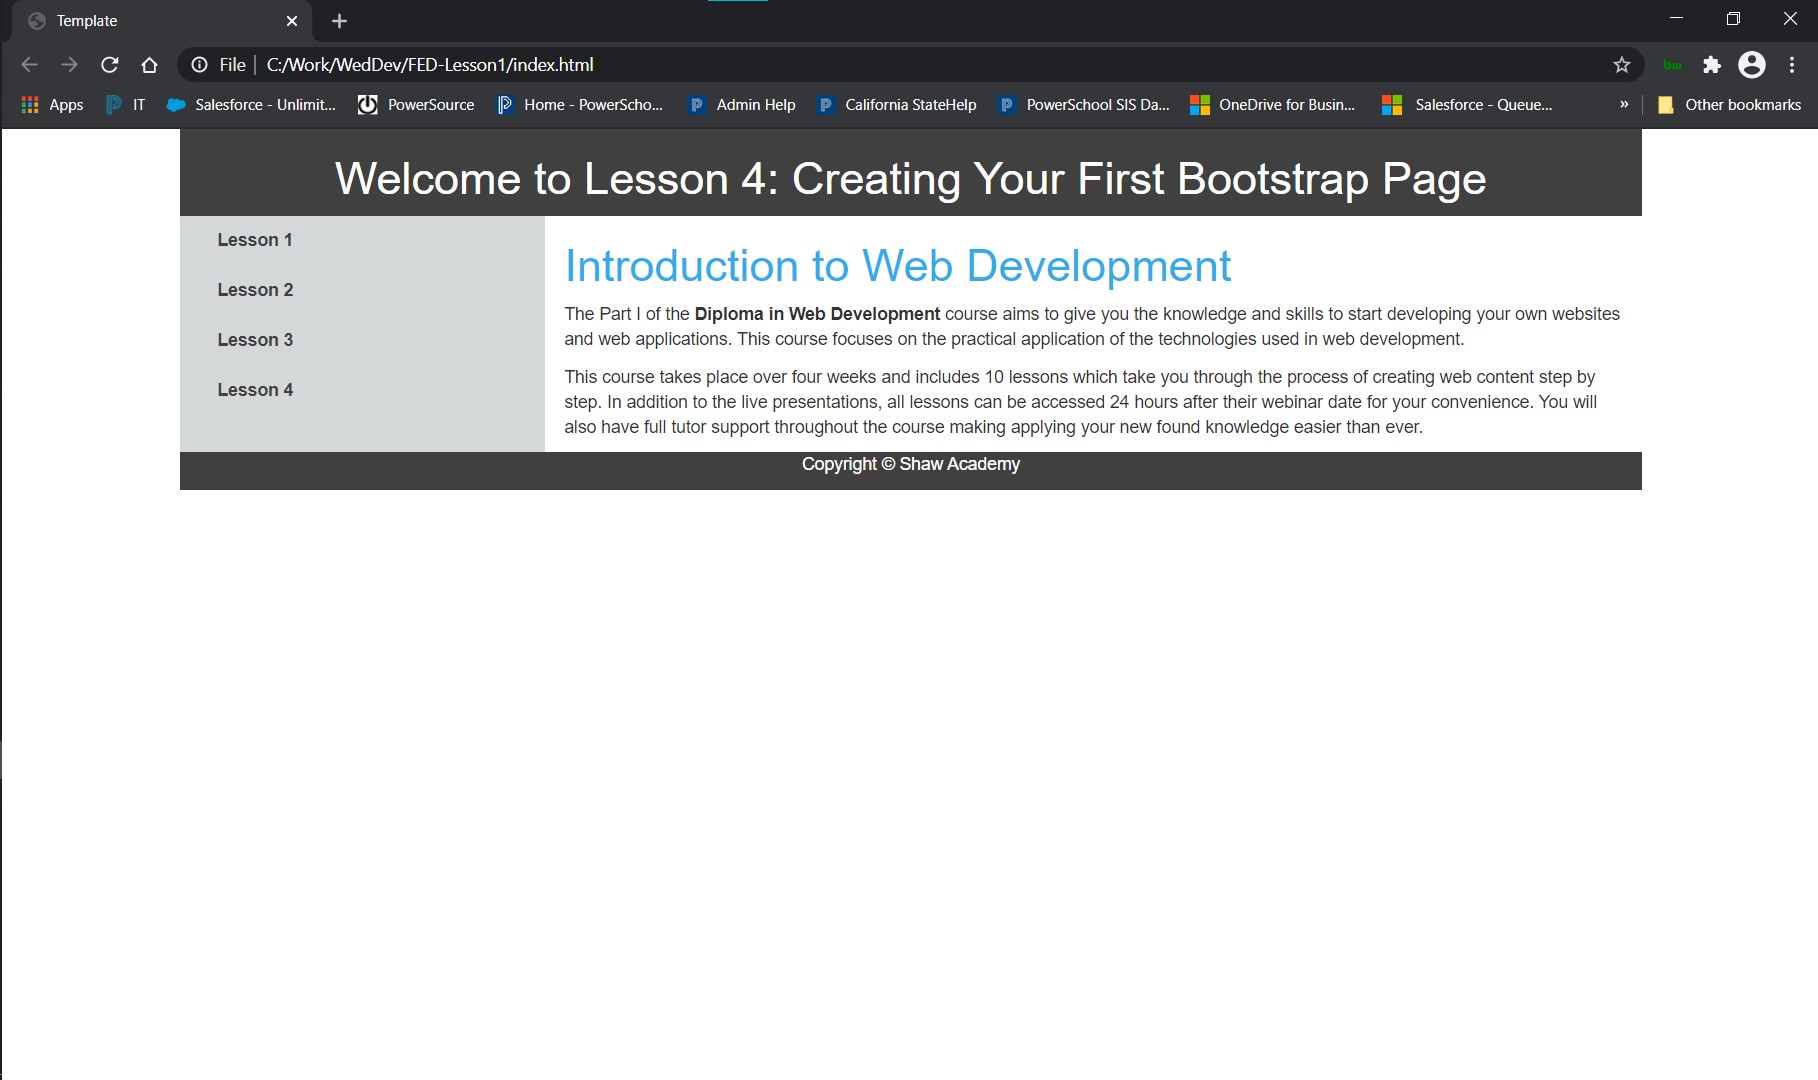 Template
File C:/Work/WedDev/FED-Lesson1/index.html bw
Apps IT Salesforce - Unlimit... PowerSource Home - PowerScho... Admin Help California StateHelp PowerSchool SIS Da... OneDrive for Busin... Salesforce - Queue... » Other bookmarks
Welcome to Lesson 4: Creating Your First Bootstrap Page
Lesson 1
Lesson 2
Lesson 3
Lesson 4
Introduction to Web Development
The Part I of the Diploma in Web Development course aims to give you the knowledge and skills to start developing your own websites
and web applications. This course focuses on the practical application of the technologies used in web development.
This course takes place over four weeks and includes 10 lessons which take you through the process of creating web content step by
step. In addition to the live presentations, all lessons can be accessed 24 hours after their webinar date for your convenience. You will
also have full tutor support throughout the course making applying your new found knowledge easier than ever.
Copyright © Shaw Academy